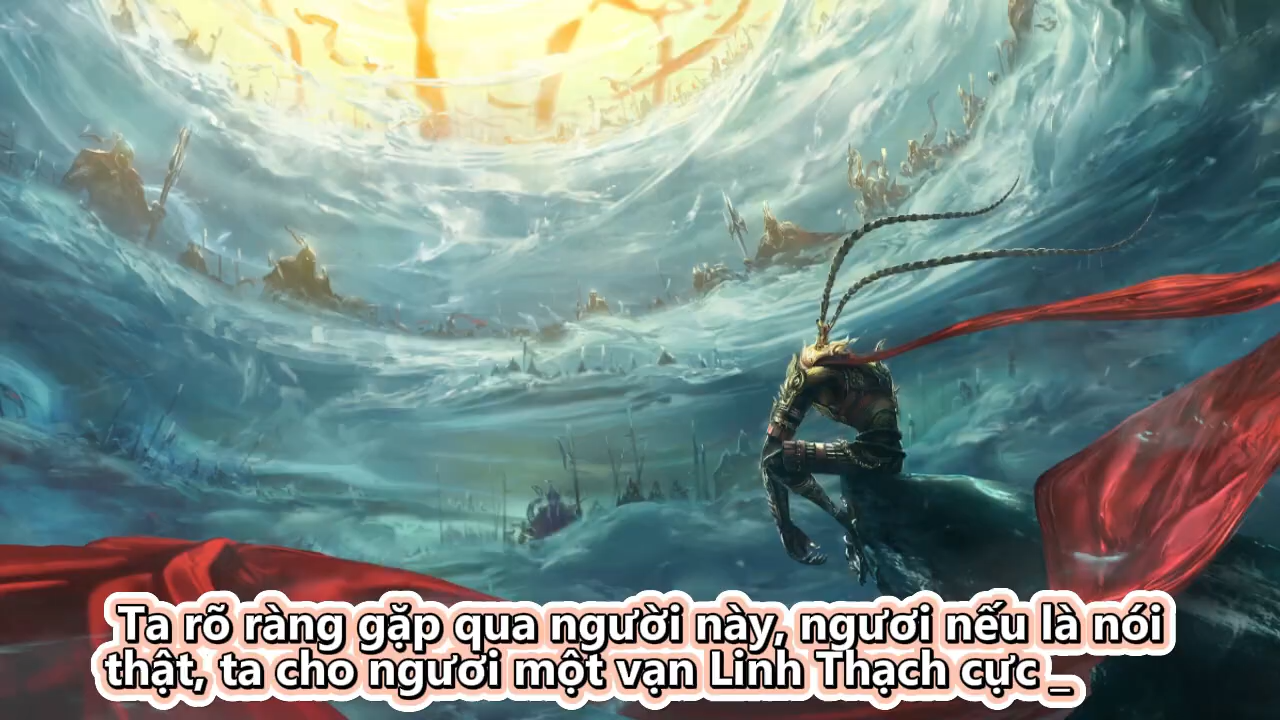 Ta rõ ràng gặp qua người này, ngươi nếu là nói
thật, ta cho ngươi một vạn Linh Thạch cực _